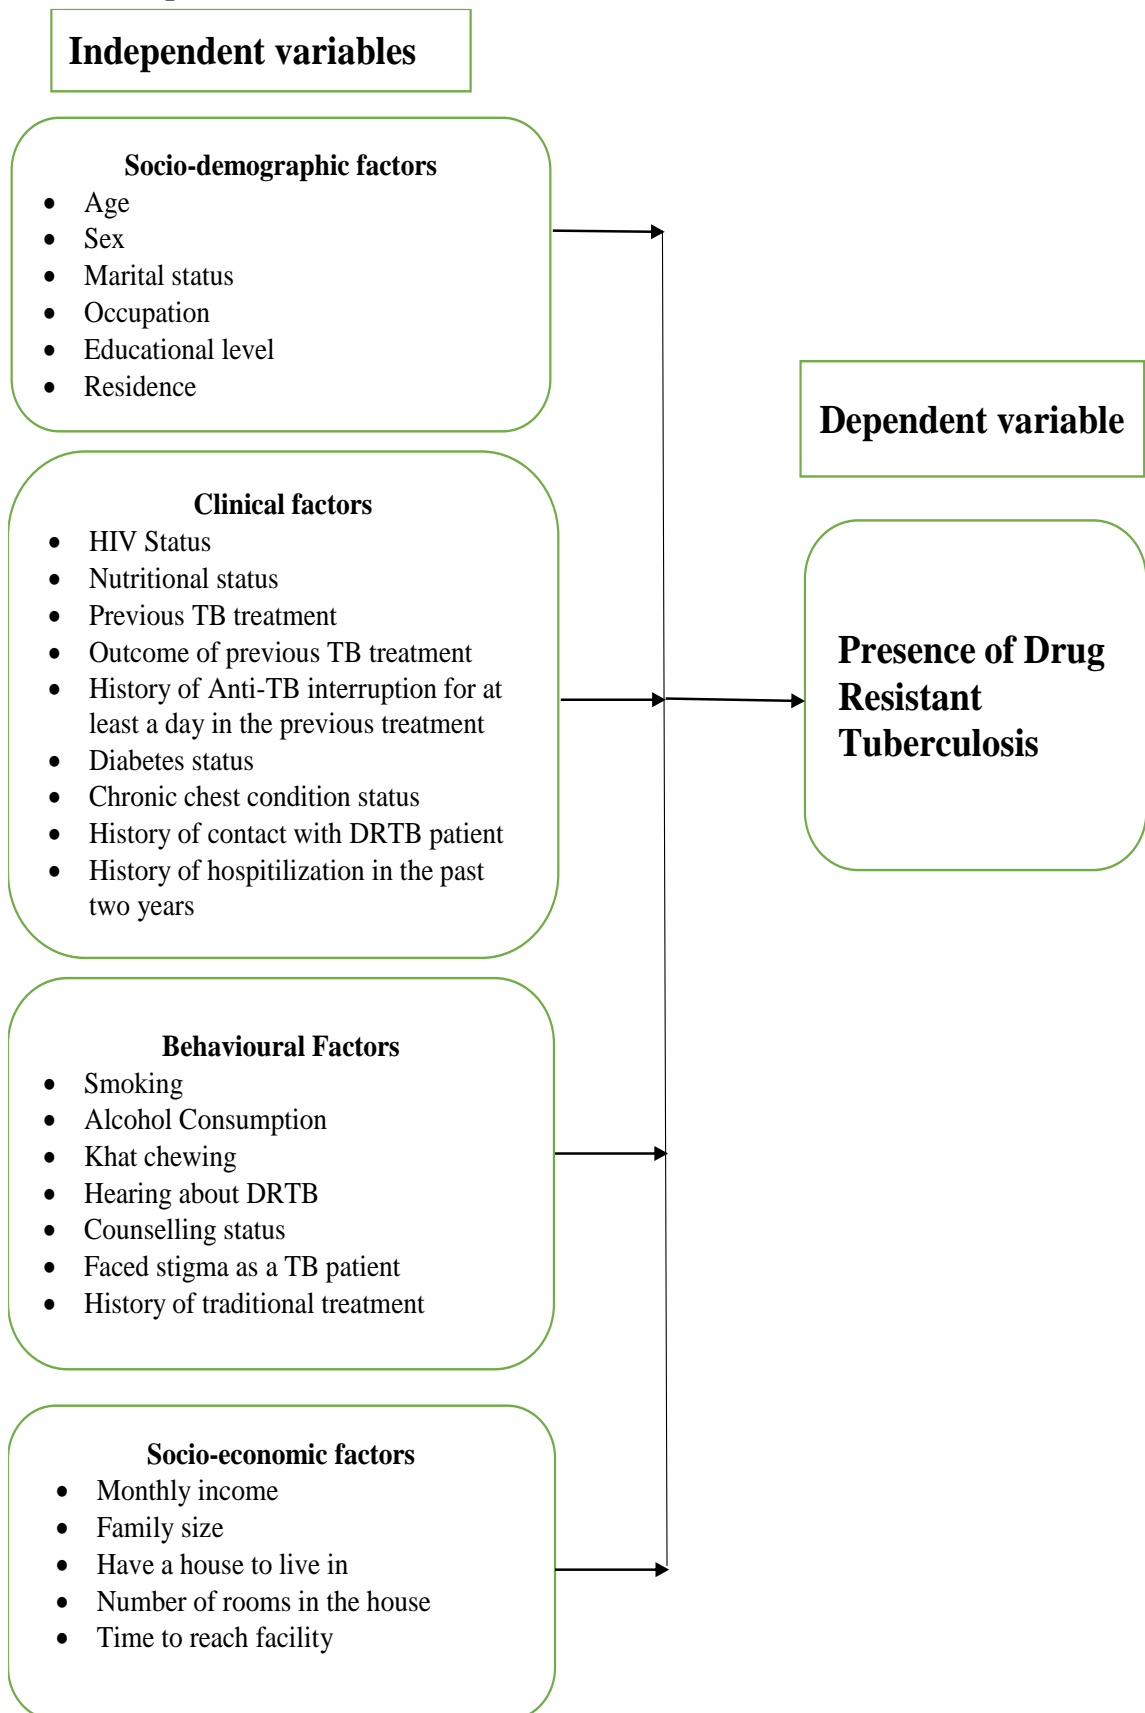 Independent variables
Socio-demographic factors
• Age
• Sex
• Marital status
• Occupation
• Educational level
• Residence
Clinical factors
• HIV Status
• Nutritional status
• Previous TB treatment
• Outcome of previous TB treatment
• History of Anti-TB interruption for at
least a day in the previous treatment
• Diabetes status
• Chronic chest condition status
• History of contact with DRTB patient
• History of hospitilization in the past
two years
Behavioural Factors
• Smoking
• Alcohol Consumption
• Khat chewing
• Hearing about DRTB
• Counselling status
• Faced stigma as a TB patient
• History of traditional treatment
Socio-economic factors
• Monthly income
• Family size
• Have a house to live in
• Number of rooms in the house
• Time to reach facility
Dependent variable
Presence of Drug
Resistant
Tuberculosis